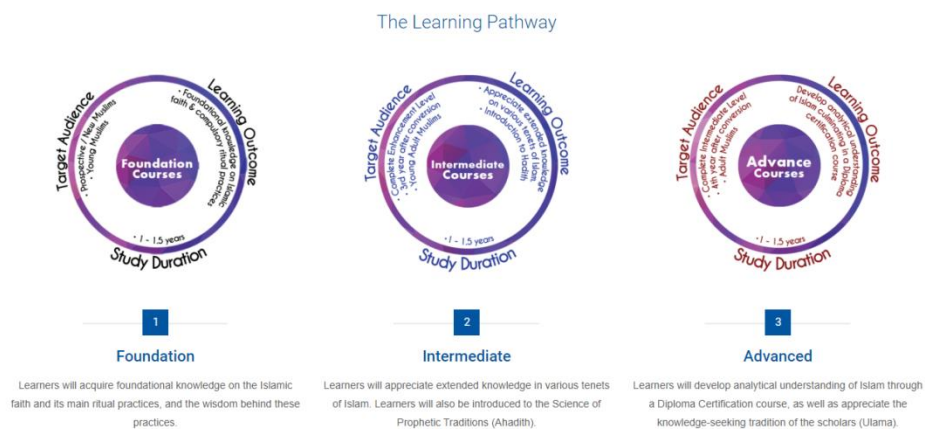 The Learning Pathway
Target Audience
• Prospective / New Muslims
• Young Muslims
Learning Outcome
• Foundational knowledge on Islamic
faith & compulsory ritual practices
Foundation
Courses
• 1 - 1.5 years
Study Duration
Target Audience
• Complete Enhancement Level
• 3rd year after conversion
• Young Adult Muslims
Learning Outcome
• Appreciate extended knowledge
on various tenets of Islam
• Introduction to Hadith
Intermediate
Courses
• 1 - 1.5 years
Study Duration
Target Audience
• Complete Intermediate Level
• 4th year after conversion
• Adult Muslims
Learning Outcome
Develop analytical understanding
of Islam culminating in a Diploma
certification course
Advance
Courses
• 1 - 1.5 years
Study Duration
1
Foundation
Learners will acquire foundational knowledge on the Islamic
faith and its main ritual practices, and the wisdom behind these
practices.
2
Intermediate
Learners will appreciate extended knowledge in various tenets
of Islam. Learners will also be introduced to the Science of
Prophetic Traditions (Ahadith).
3
Advanced
Learners will develop analytical understanding of Islam through
a Diploma Certification course, as well as appreciate the
knowledge-seeking tradition of the scholars (Ulama).